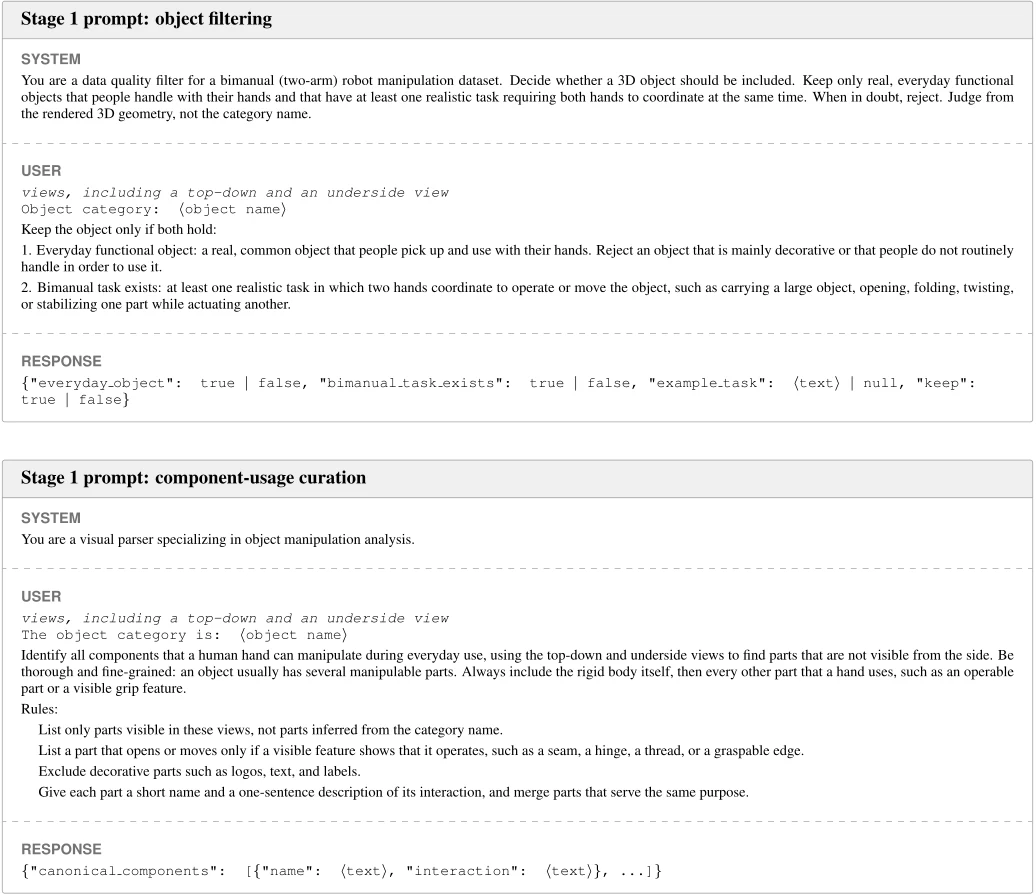 Stage 1 prompt: object filtering
SYSTEM
You are a data quality filter for a bimanual (two-arm) robot manipulation dataset. Decide whether a 3D object should be included. Keep only real, everyday functional
objects that people handle with their hands and that have at least one realistic task requiring both hands to coordinate at the same time. When in doubt, reject. Judge from
the rendered 3D geometry, not the category name.
USER
views, including a top-down and an underside view
Object category: ⟨object name⟩
Keep the object only if both hold:
1. Everyday functional object: a real, common object that people pick up and use with their hands. Reject an object that is mainly decorative or that people do not routinely
handle in order to use it.
2. Bimanual task exists: at least one realistic task in which two hands coordinate to operate or move the object, such as carrying a large object, opening, folding, twisting,
or stabilizing one part while actuating another.
RESPONSE
{"everyday_object": true | false, "bimanual_task_exists": true | false, "example_task": ⟨text⟩ | null, "keep":
true | false}
Stage 1 prompt: component-usage curation
SYSTEM
You are a visual parser specializing in object manipulation analysis.
USER
views, including a top-down and an underside view
The object category is: ⟨object name⟩
Identify all components that a human hand can manipulate during everyday use, using the top-down and underside views to find parts that are not visible from the side. Be
thorough and fine-grained: an object usually has several manipulable parts. Always include the rigid body itself, then every other part that a hand uses, such as an operable
part or a visible grip feature.
Rules:
List only parts visible in these views, not parts inferred from the category name.
List a part that opens or moves only if a visible feature shows that it operates, such as a seam, a hinge, a thread, or a graspable edge.
Exclude decorative parts such as logos, text, and labels.
Give each part a short name and a one-sentence description of its interaction, and merge parts that serve the same purpose.
RESPONSE
{"canonical_components": [{"name": ⟨text⟩, "interaction": ⟨text⟩}, ...]}